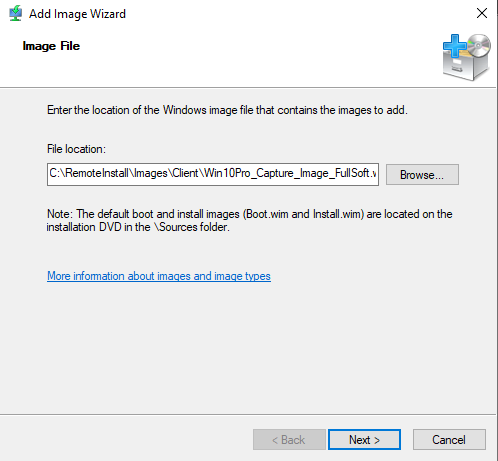 Add Image Wizard
Image File
Enter the location of the Windows image file that contains the images to add.
File location:
C:\RemoteInstall\Images\Client\Win10Pro_Capture_Image_FullSoft.w
Browse...
Note: The default boot and install images (Boot.wim and Install.wim) are located on the
installation DVD in the \Sources folder.
More information about images and image types
< Back
Next >
Cancel